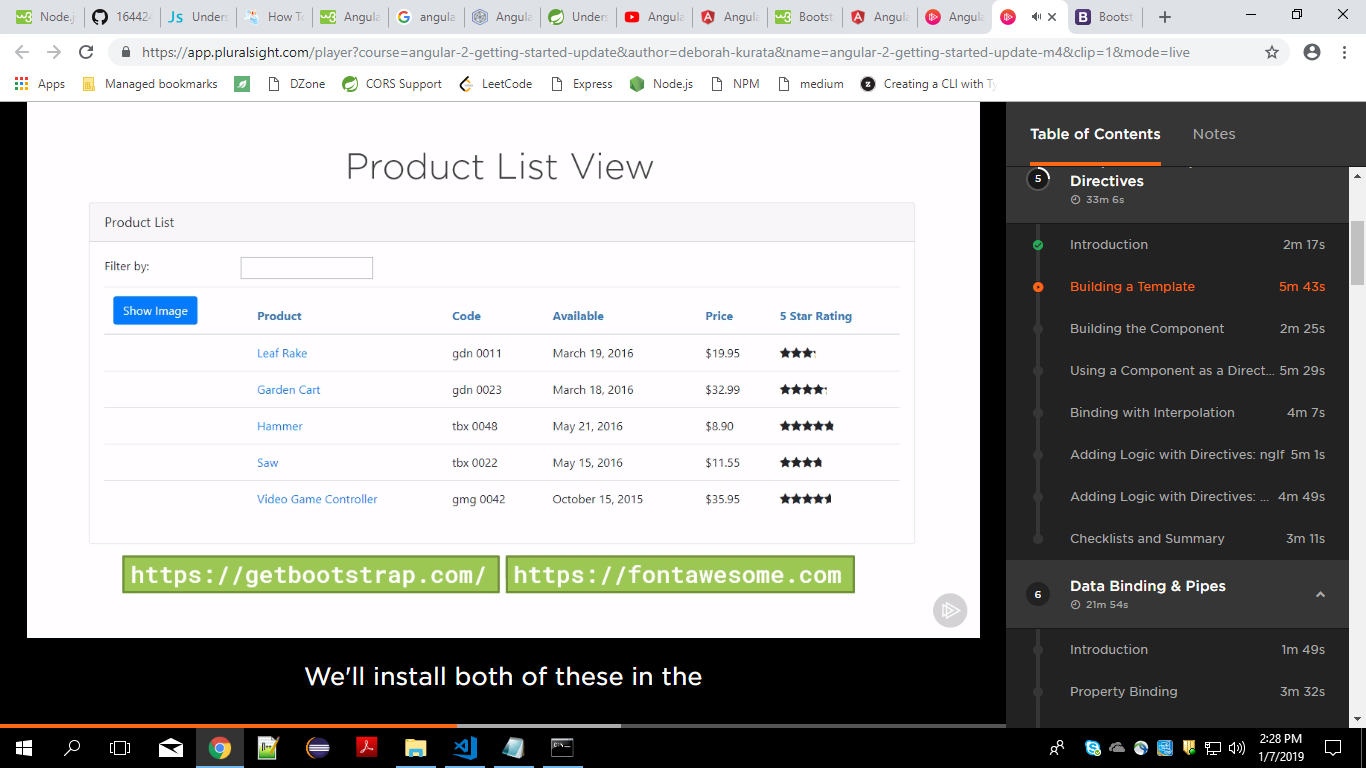 Node.j
16442
Js Unders
How T
Angula
angula
Angula
Unders
Angula
Angula
Bootst
Angula
Angula
Bootst
https://app.pluralsight.com/player?course=angular-2-getting-started-update&author=deborah-kurata&name=angular-2-getting-started-update-m4&clip=1&mode=live
Apps Managed bookmarks DZone CORS Support LeetCode Express Node.js NPM medium Creating a CLI with Ty
Product List View
Product List
Filter by:
Show Image Product Code Available Price 5 Star Rating
Leaf Rake gdn 0011 March 19, 2016 $19.95
Garden Cart gdn 0023 March 18, 2016 $32.99
Hammer tbx 0048 May 21, 2016 $8.90
Saw tbx 0022 May 15, 2016 $11.55
Video Game Controller gmg 0042 October 15, 2015 $35.95
https://getbootstrap.com/ https://fontawesome.com
We'll install both of these in the
Table of Contents Notes
5 Directives
33m 6s
Introduction 2m 17s
Building a Template 5m 43s
Building the Component 2m 25s
Using a Component as a Direct... 5m 29s
Binding with Interpolation 4m 7s
Adding Logic with Directives: ngIf 5m 1s
Adding Logic with Directives: ... 4m 49s
Checklists and Summary 3m 11s
6 Data Binding & Pipes
21m 54s
Introduction 1m 49s
Property Binding 3m 32s
2:28 PM
1/7/2019